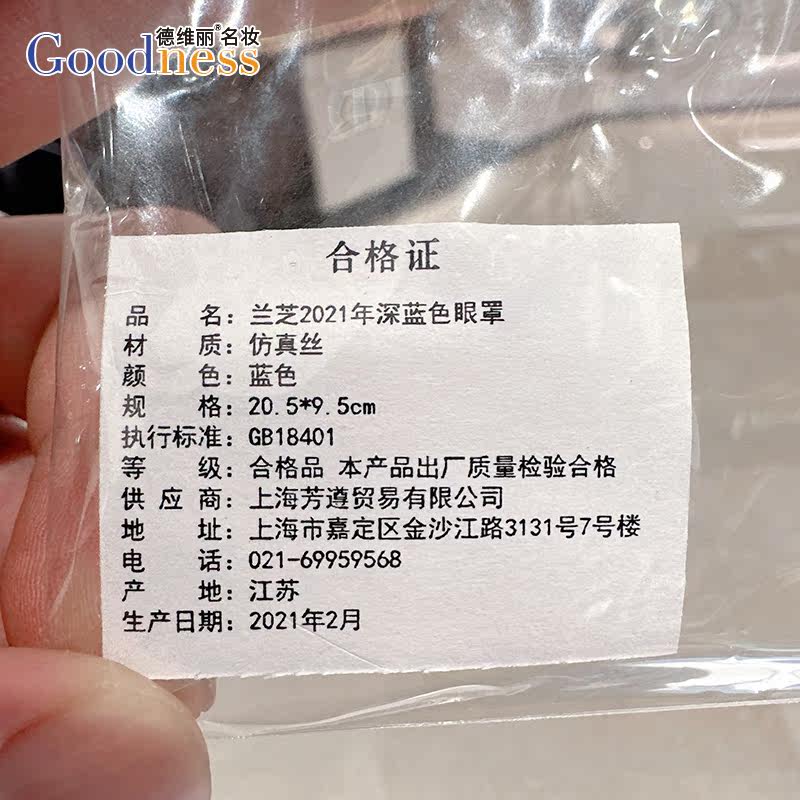 德维丽®名妆
Goodness
合格证
品 名：兰芝2021年深蓝色眼罩
材 质：仿真丝
颜 色：蓝色
规 格：20.5*9.5cm
执行标准：GB18401
等 级：合格品 本产品出厂质量检验合格
供 应 商：上海芳遵贸易有限公司
地 址：上海市嘉定区金沙江路3131号7号楼
电 话：021-69959568
产 地：江苏
生产日期：2021年2月